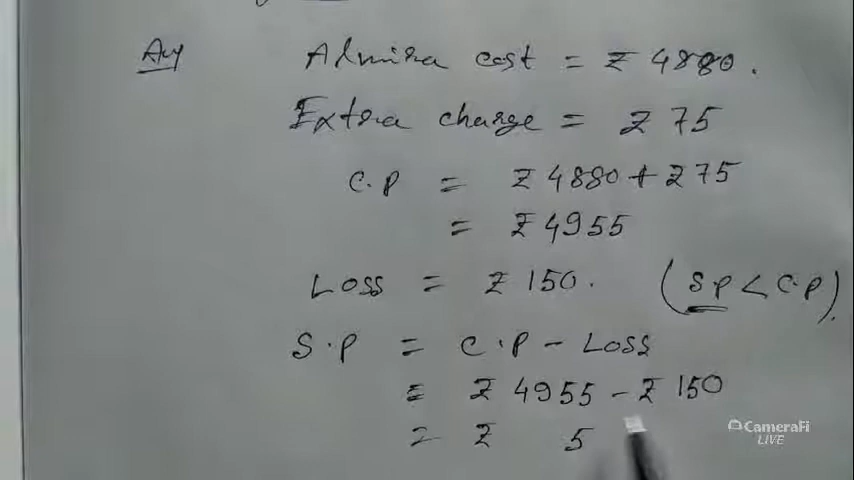 Ans
Almira cost = ₹ 4880.
Extra charge = ₹ 75
C.P = ₹ 4880 + ₹ 75
= ₹ 4955
Loss = ₹ 150. (S.P < C.P).
S.P = C.P - Loss
= ₹ 4955 - ₹ 150
= ₹ 5
CameraFi
LIVE